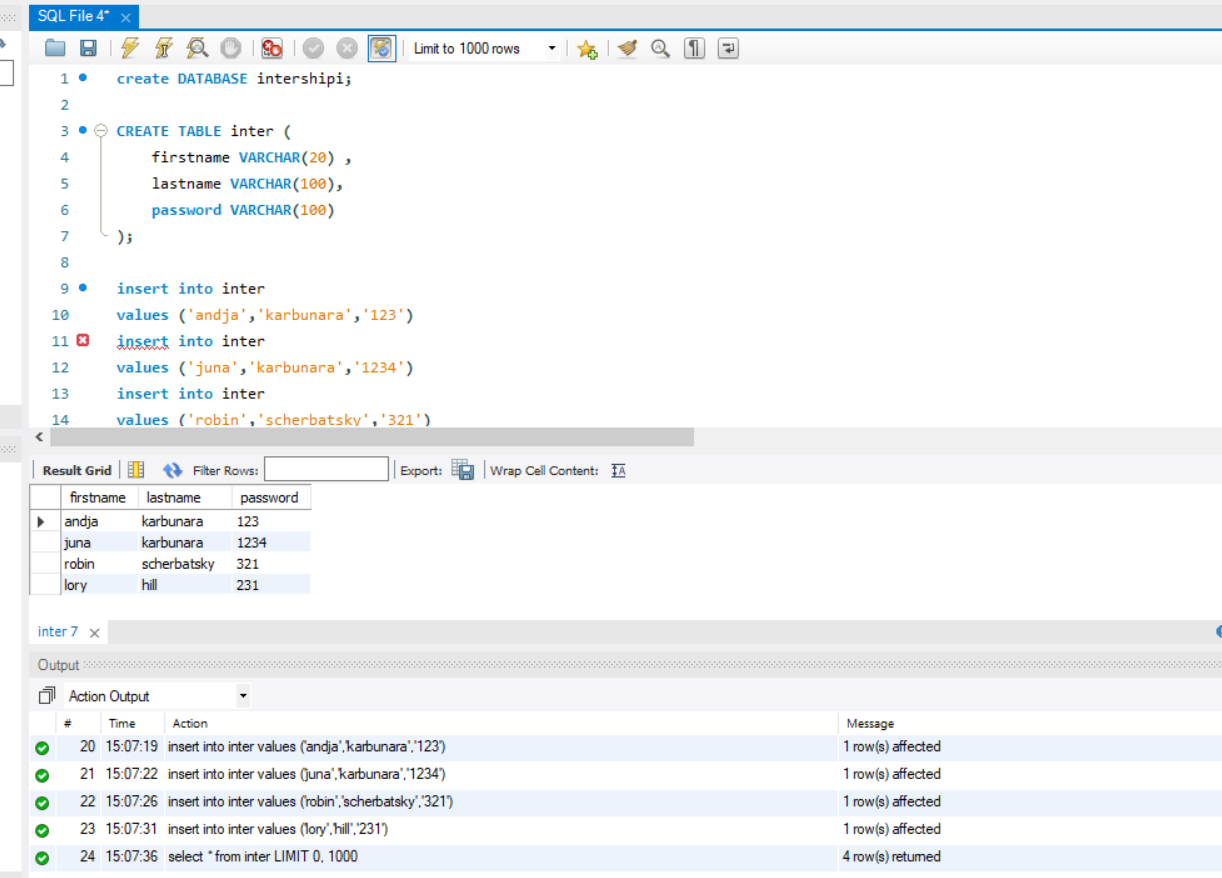 SQL File 4*
Limit to 1000 rows
1 create DATABASE intershipi;
2
3 CREATE TABLE inter (
4 firstname VARCHAR(20) ,
5 lastname VARCHAR(100),
6 password VARCHAR(100)
7 );
8
9 insert into inter
10 values ('andja','karbunara','123')
11 insert into inter
12 values ('juna','karbunara','1234')
13 insert into inter
14 values ('robin','scherbatsky','321')
Result Grid Filter Rows: Export: Wrap Cell Content:
firstname lastname password
andja karbunara 123
juna karbunara 1234
robin scherbatsky 321
lory hill 231
inter 7
Output
Action Output
# Time Action Message
20 15:07:19 insert into inter values ('andja','karbunara','123') 1 row(s) affected
21 15:07:22 insert into inter values ('juna','karbunara','1234') 1 row(s) affected
22 15:07:26 insert into inter values ('robin','scherbatsky','321') 1 row(s) affected
23 15:07:31 insert into inter values ('lory','hill','231') 1 row(s) affected
24 15:07:36 select * from inter LIMIT 0, 1000 4 row(s) returned